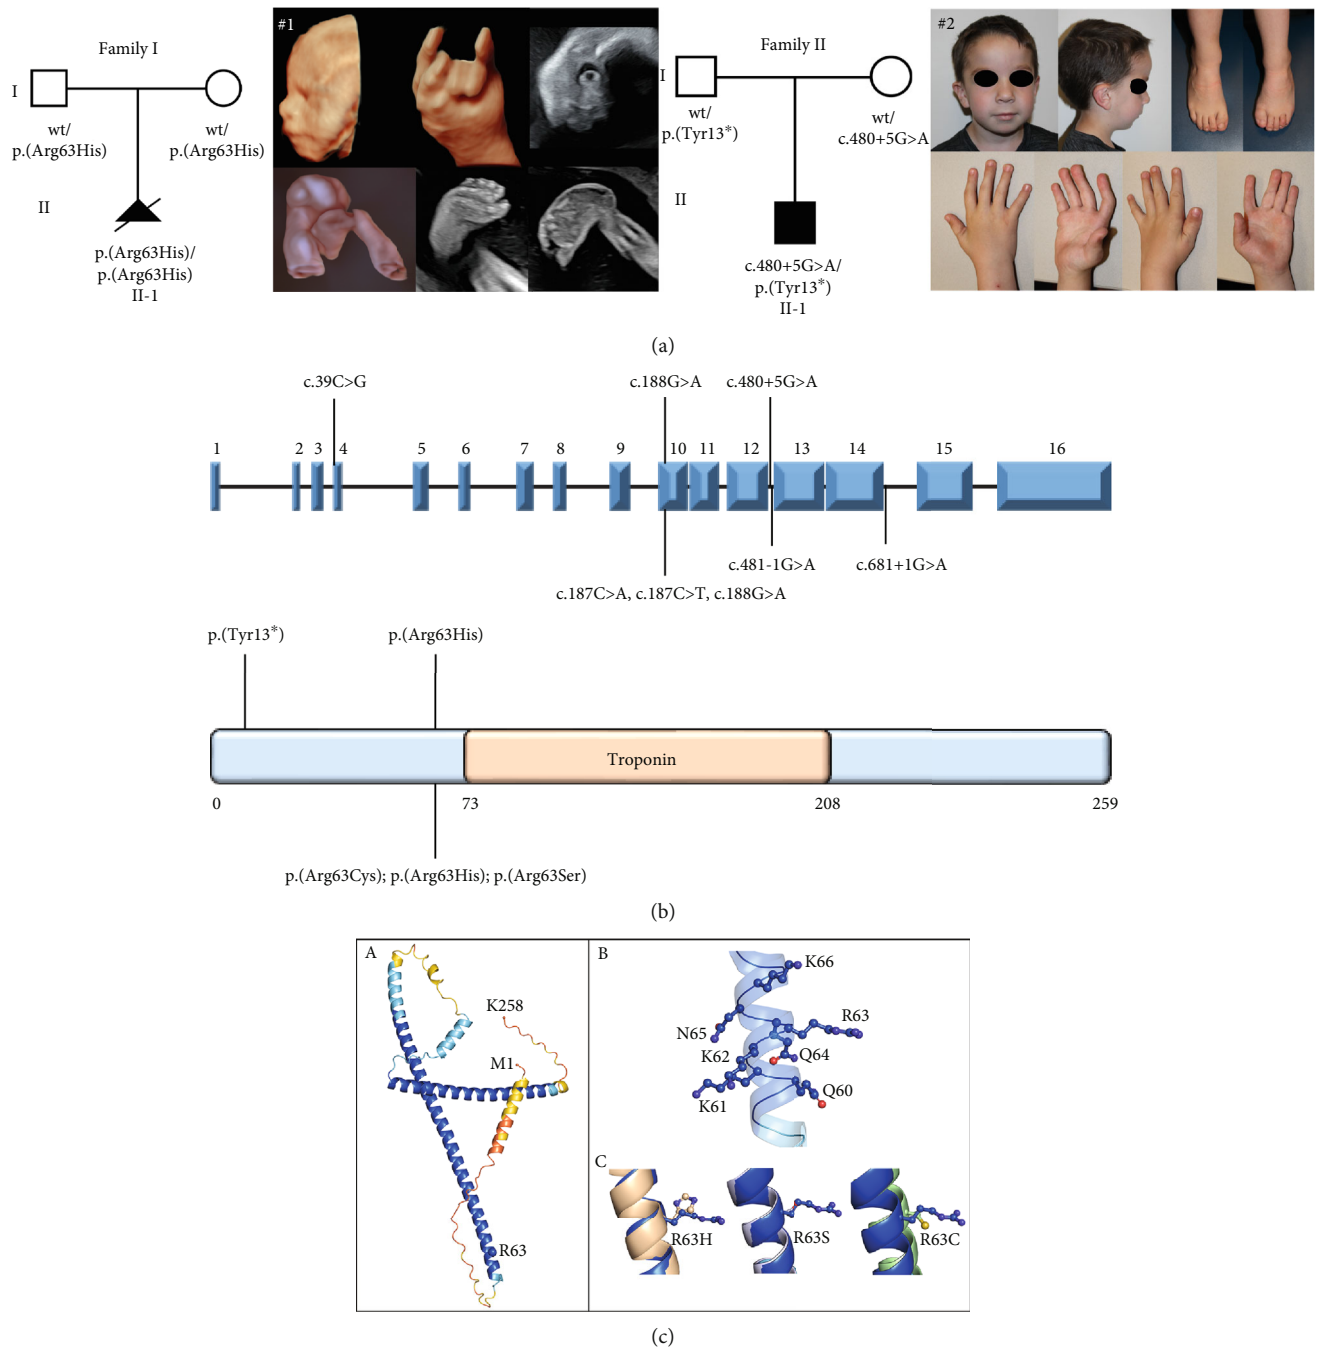 #1
Family I
I
wt/
p.(Arg63His)
wt/
p.(Arg63His)
II
p.(Arg63His)/
p.(Arg63His)
II-1
#2
Family II
I
wt/
p.(Tyr13*)
wt/
c.480+5G>A
II
c.480+5G>A/
p.(Tyr13*)
II-1
(a)
c.39C>G
c.188G>A
c.480+5G>A
1 2 3 4 5 6 7 8 9 10 11 12 13 14 15 16
c.481-1G>A
c.681+1G>A
c.187C>A, c.187C>T, c.188G>A
p.(Tyr13*)
p.(Arg63His)
Troponin
0 73 208 259
p.(Arg63Cys); p.(Arg63His); p.(Arg63Ser)
(b)
A
K258
M1
R63
B
K66
R63
N65
K62
Q64
K61
Q60
C
R63H
R63S
R63C
(c)